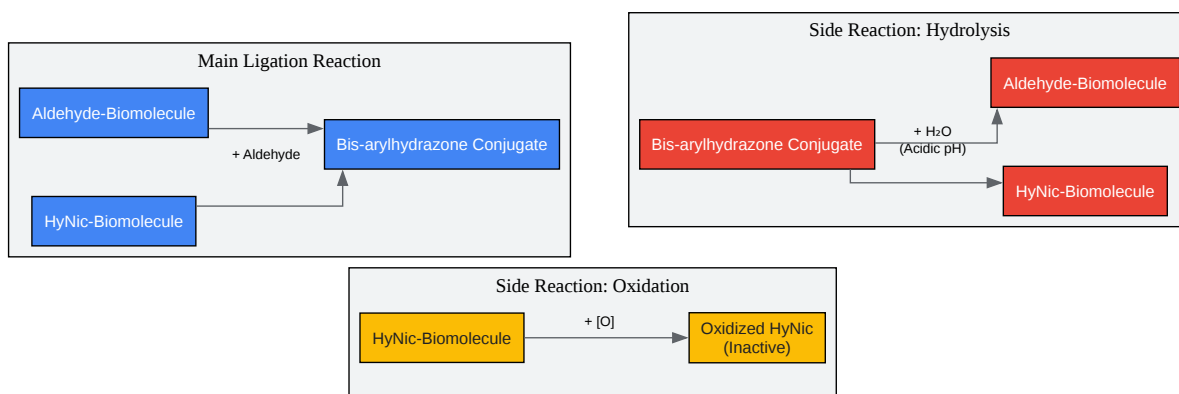 Main Ligation Reaction
Aldehyde-Biomolecule
+ Aldehyde
Bis-arylhydrazone Conjugate
HyNic-Biomolecule
Side Reaction: Hydrolysis
Bis-arylhydrazone Conjugate
+ H₂O
(Acidic pH)
Aldehyde-Biomolecule
HyNic-Biomolecule
Side Reaction: Oxidation
HyNic-Biomolecule
+ [O]
Oxidized HyNic
(Inactive)